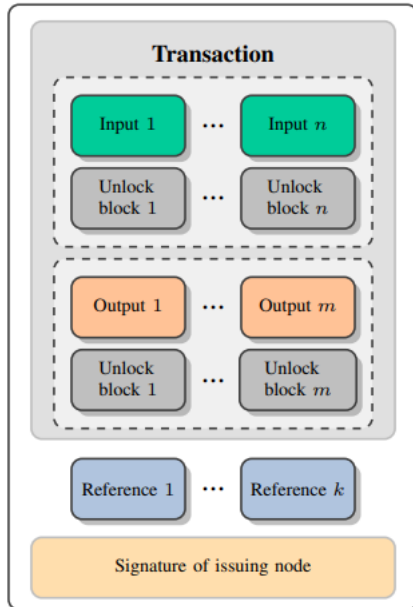 Transaction
Input 1 ... Input n
Unlock block 1 ... Unlock block n
Output 1 ... Output m
Unlock block 1 ... Unlock block m
Reference 1 ... Reference k
Signature of issuing node